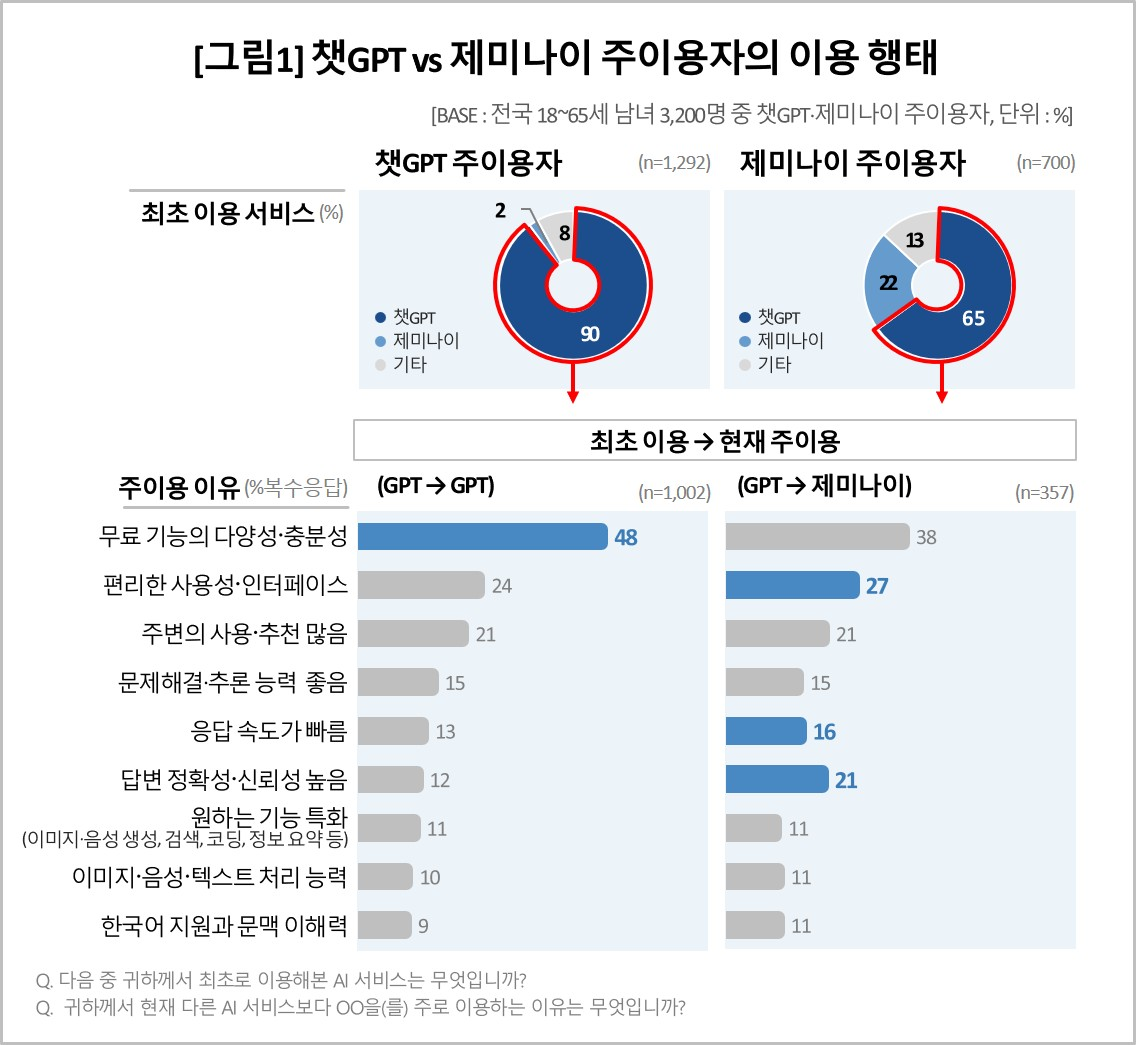 [그림1] 챗GPT vs 제미나이 주이용자의 이용 행태
[BASE : 전국 18~65세 남녀 3,200명 중 챗GPT·제미나이 주이용자, 단위 : %]
챗GPT 주이용자 (n=1,292) 제미나이 주이용자 (n=700)
최초 이용 서비스 (%)
2
8
90
챗GPT
제미나이
기타
13
22
65
챗GPT
제미나이
기타
최초 이용 → 현재 주이용
주이용 이유 (%복수응답) (GPT → GPT) (n=1,002) (GPT → 제미나이) (n=357)
무료 기능의 다양성·충분성 48 38
편리한 사용성·인터페이스 24 27
주변의 사용·추천 많음 21 21
문제해결·추론 능력 좋음 15 15
응답 속도가 빠름 13 16
답변 정확성·신뢰성 높음 12 21
원하는 기능 특화 11 11
(이미지·음성 생성, 검색, 코딩, 정보 요약 등)
이미지·음성·텍스트 처리 능력 10 11
한국어 지원과 문맥 이해력 9 11
Q. 다음 중 귀하께서 최초로 이용해본 AI 서비스는 무엇입니까?
Q. 귀하께서 현재 다른 AI 서비스보다 OO을(를) 주로 이용하는 이유는 무엇입니까?